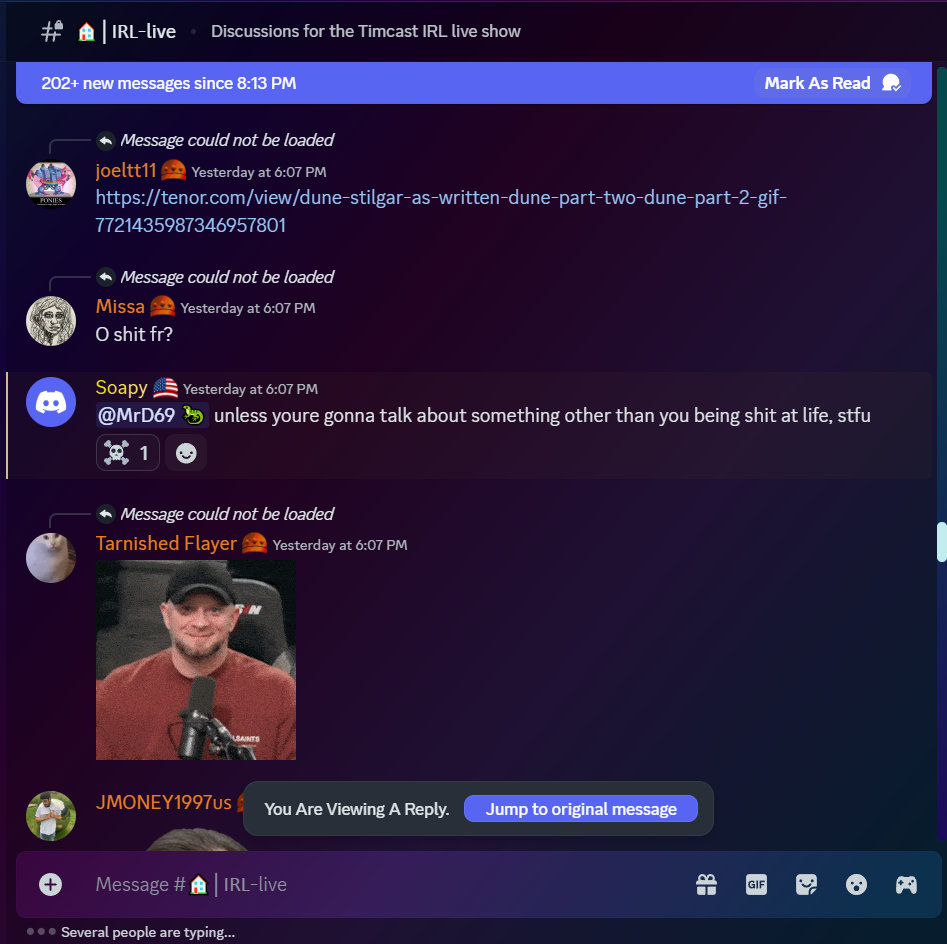 IRL-live • Discussions for the Timcast IRL live show
202+ new messages since 8:13 PM Mark As Read
Message could not be loaded
joeltt11 Yesterday at 6:07 PM
PONIES
https://tenor.com/view/dune-stilgar-as-written-dune-part-two-dune-part-2-gif-
7721435987346957801
Message could not be loaded
Missa Yesterday at 6:07 PM
O shit fr?
Soapy Yesterday at 6:07 PM
@MrD69 unless youre gonna talk about something other than you being shit at life, stfu
1
Message could not be loaded
Tarnished Flayer Yesterday at 6:07 PM
JMONEY1997us
You Are Viewing A Reply. Jump to original message
Message # | IRL-live
GIF
Several people are typing...